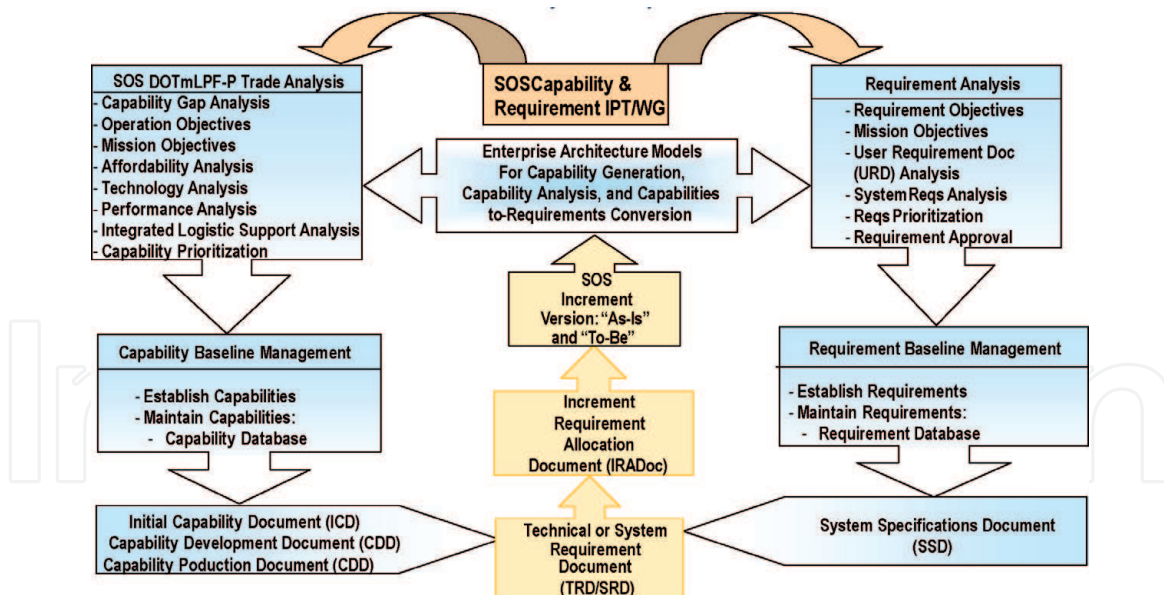 SOS DOTmLPF-P Trade Analysis
- Capability Gap Analysis
- Operation Objectives
- Mission Objectives
- Affordability Analysis
- Technology Analysis
- Performance Analysis
- Integrated Logistic Support Analysis
- Capability Prioritization
SOSCapability &
Requirement IPT/WG
Requirement Analysis
- Requirement Objectives
- Mission Objectives
- User Requirement Doc
(URD) Analysis
- System Reqs Analysis
- Reqs Prioritization
- Requirement Approval
Enterprise Architecture Models
For Capability Generation,
Capability Analysis, and Capabilities
to-Requirements Conversion
SOS
Increment
Version: “As-Is”
and “To-Be”
Capability Baseline Management
- Establish Capabilities
- Maintain Capabilities:
- Capability Database
Requirement Baseline Management
- Establish Requirements
- Maintain Requirements:
- Requirement Database
Increment
Requirement
Allocation
Document (IRADoc)
Initial Capability Document (ICD)
Capability Development Document (CDD)
Capability Poduction Document (CDD)
Technical or System
Requirement
Document
(TRD/SRD)
System Specifications Document
(SSD)